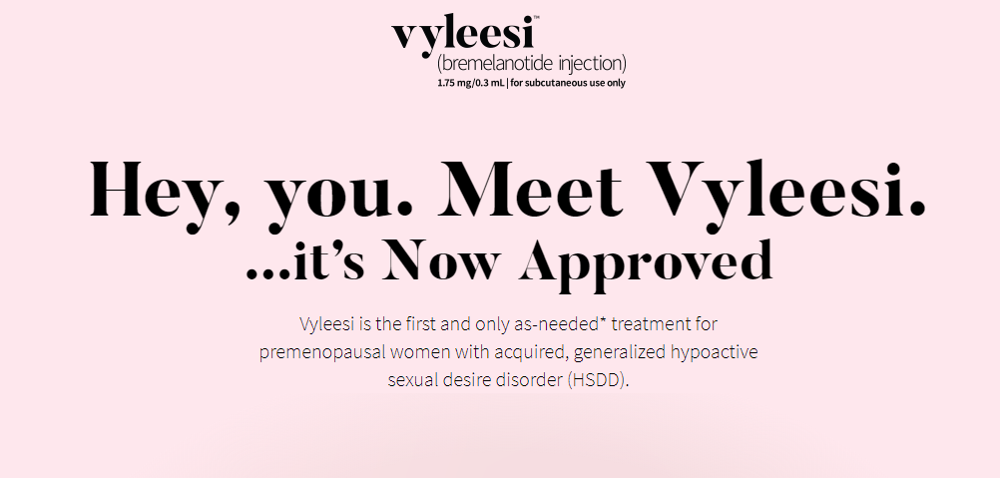 vyleesi™
(bremelanotide injection)
1.75 mg/0.3 mL | for subcutaneous use only
Hey, you. Meet Vyleesi.
...it's Now Approved
Vyleesi is the first and only as-needed* treatment for
premenopausal women with acquired, generalized hypoactive
sexual desire disorder (HSDD).